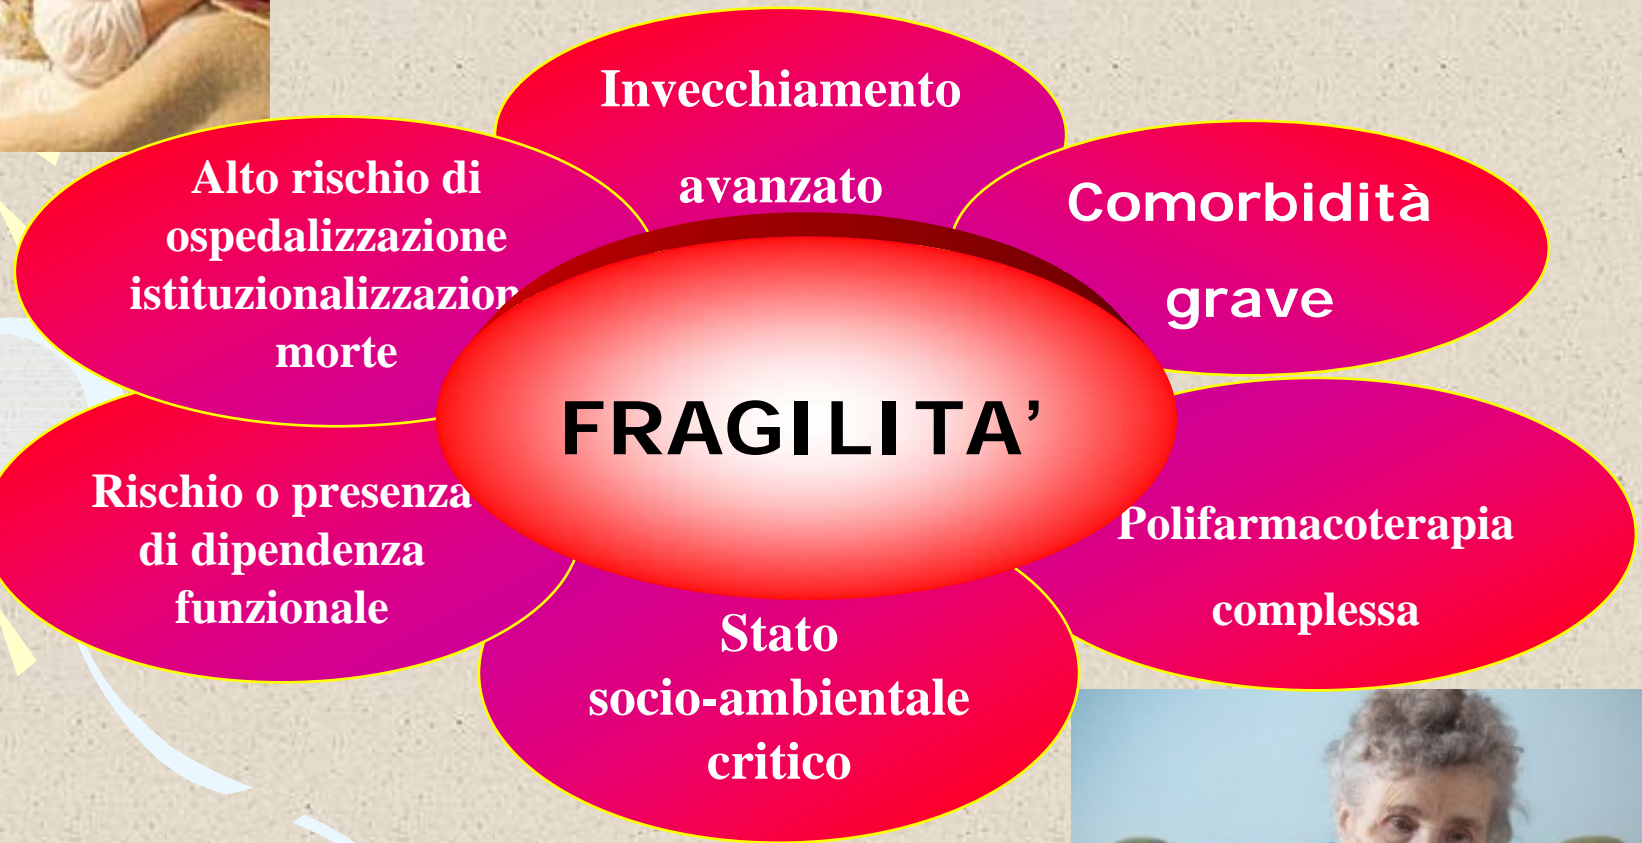 Invecchiamento
avanzato
Comorbidità
grave
Polifarmacoterapia
complessa
Stato
socio-ambientale
critico
Rischio o presenza
di dipendenza
funzionale
Alto rischio di
ospedalizzazione
istituzionalizzazion
morte
FRAGILITA’